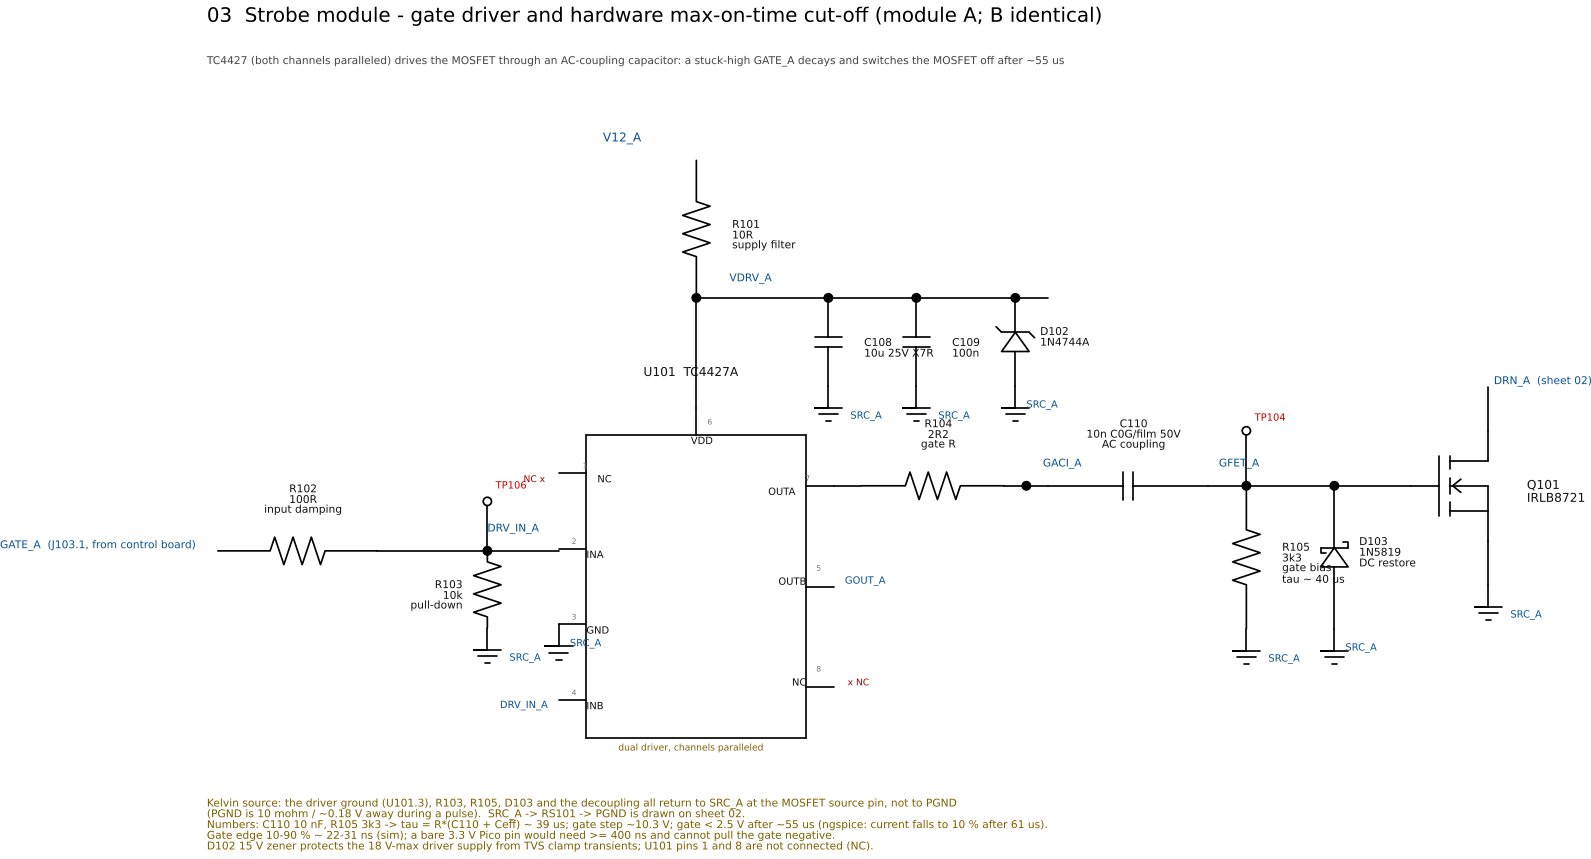 03  Strobe module - gate driver and hardware max-on-time cut-off (module A; B identical)
TC4427 (both channels paralleled) drives the MOSFET through an AC-coupling capacitor: a stuck-high GATE_A decays and switches the MOSFET off after ~55 us
V12_A
R101
10R
supply filter
VDRV_A
C108
10u 25V X7R
C109
100n
D102
1N4744A
U101  TC4427A
SRC_A
SRC_A
SRC_A
DRN_A  (sheet 02)
6
VDD
R104
2R2
gate R
C110
10n C0G/film 50V
AC coupling
TP104
GACI_A
GFET_A
NC x
NC
TP106
R102
100R
input damping
OUTA
7
Q101
IRLB8721
DRV_IN_A
GATE_A  (J103.1, from control board)
2
INA
R105
3k3
gate bias
tau ~ 40 us
D103
1N5819
DC restore
R103
10k
pull-down
5
OUTB
GOUT_A
3
GND
SRC_A
SRC_A
SRC_A
SRC_A
SRC_A
8
NC
x NC
4
DRV_IN_A
INB
dual driver, channels paralleled
Kelvin source: the driver ground (U101.3), R103, R105, D103 and the decoupling all return to SRC_A at the MOSFET source pin, not to PGND
(PGND is 10 mohm / ~0.18 V away during a pulse).  SRC_A -> RS101 -> PGND is drawn on sheet 02.
Numbers: C110 10 nF, R105 3k3 -> tau = R*(C110 + Ceff) ~ 39 us; gate step ~10.3 V; gate < 2.5 V after ~55 us (ngspice: current falls to 10 % after 61 us).
Gate edge 10-90 % ~ 22-31 ns (sim); a bare 3.3 V Pico pin would need >= 400 ns and cannot pull the gate negative.
D102 15 V zener protects the 18 V-max driver supply from TVS clamp transients; U101 pins 1 and 8 are not connected (NC).